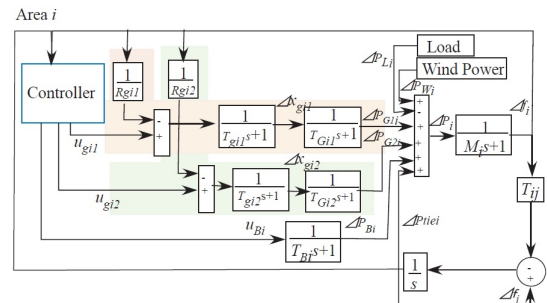 Area i
Load
Wind Power
Controller
1
Rgi1
1
Rgi2
ΔPLi
ΔPWi
Δfi
ugi1
-
+
1
Tgi1s+1
Δxgi1
1
TGi1s+1
ΔPG1i
ΔPG2i
+
-
+
+
+
+
ΔPi
1
Mis+1
Tij
ugi2
-
+
1
Tgi2s+1
Δxgi2
1
TGi2s+1
uBi
1
TBis+1
ΔPBi
ΔPtiei
1
s
-
+
Δfj